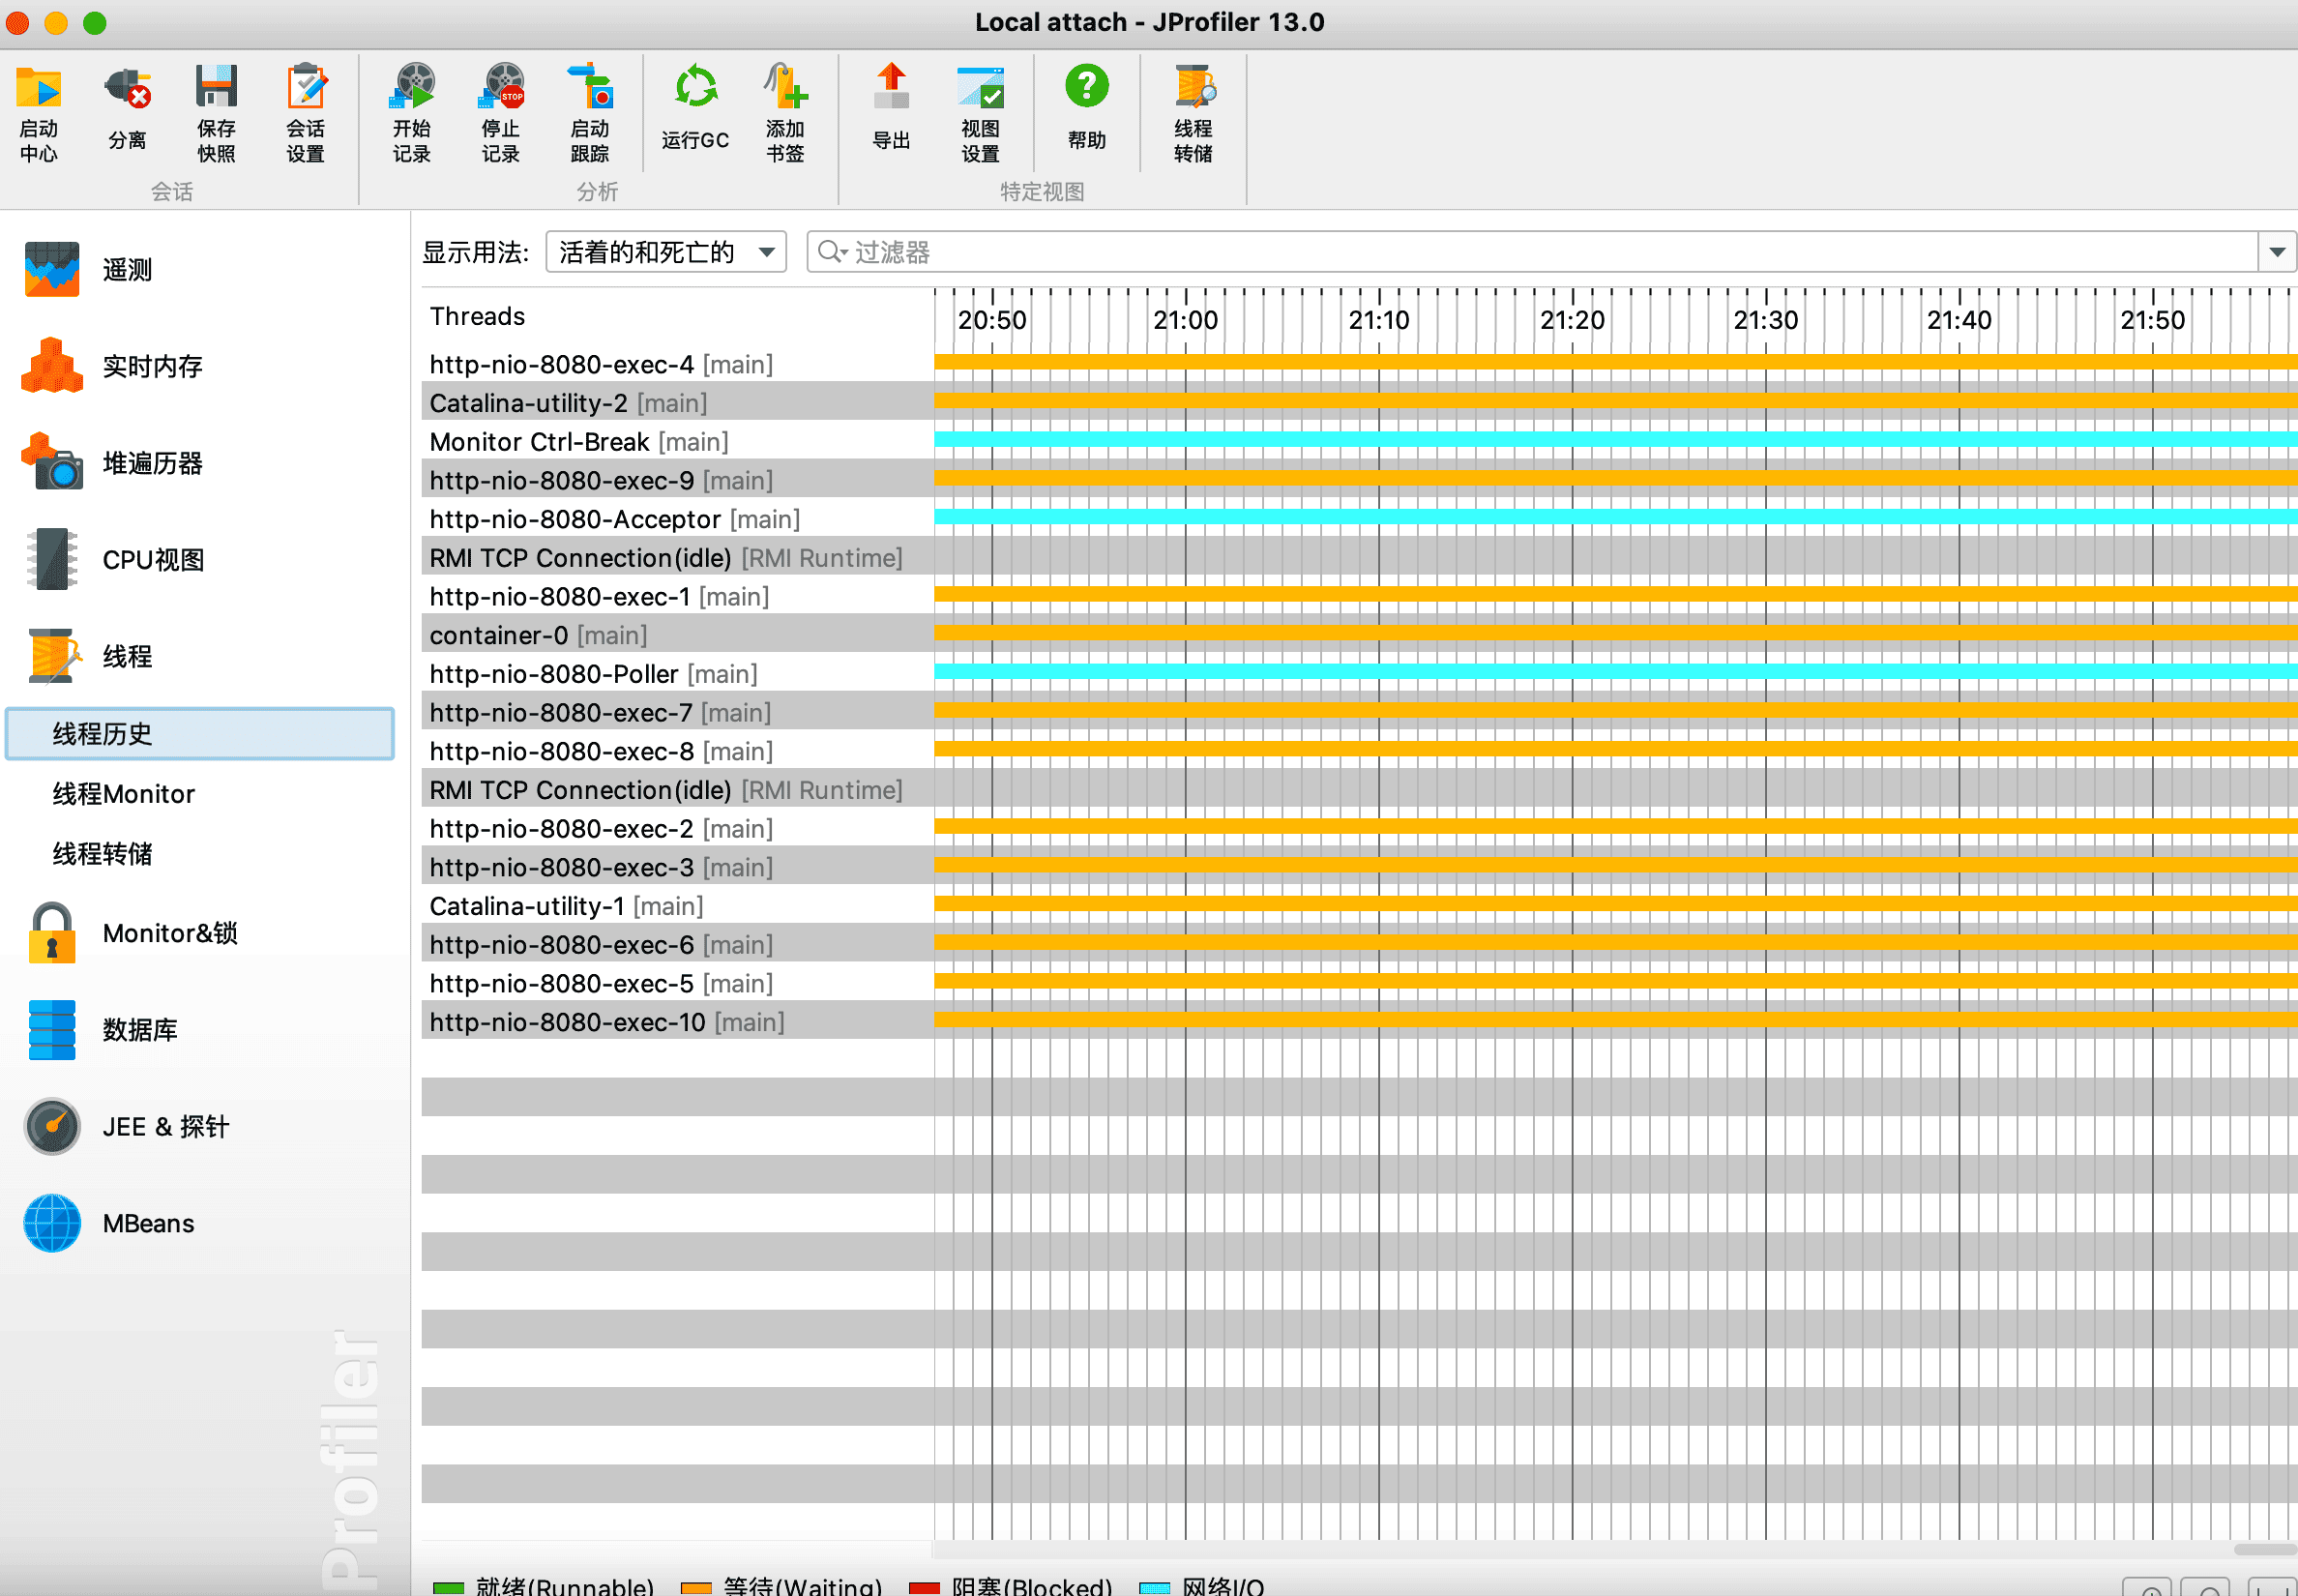 Local attach - JProfiler 13.0
启动中心
分离
保存快照
会话设置
开始记录
停止记录
STOP
启动跟踪
运行GC
添加书签
导出
视图设置
帮助
线程转储
会话
分析
特定视图
遥测
实时内存
堆遍历器
CPU视图
线程
线程历史
线程Monitor
线程转储
Monitor&锁
数据库
JEE & 探针
MBeans
Profiler
显示用法: 活着的和死亡的 过滤器
Threads 20:50 21:00 21:10 21:20 21:30 21:40 21:50
http-nio-8080-exec-4 [main]
Catalina-utility-2 [main]
Monitor Ctrl-Break [main]
http-nio-8080-exec-9 [main]
http-nio-8080-Acceptor [main]
RMI TCP Connection(idle) [RMI Runtime]
http-nio-8080-exec-1 [main]
container-0 [main]
http-nio-8080-Poller [main]
http-nio-8080-exec-7 [main]
http-nio-8080-exec-8 [main]
RMI TCP Connection(idle) [RMI Runtime]
http-nio-8080-exec-2 [main]
http-nio-8080-exec-3 [main]
Catalina-utility-1 [main]
http-nio-8080-exec-6 [main]
http-nio-8080-exec-5 [main]
http-nio-8080-exec-10 [main]
就绪(Runnable) 等待(Waiting) 阻塞(Blocked) 网络I/O